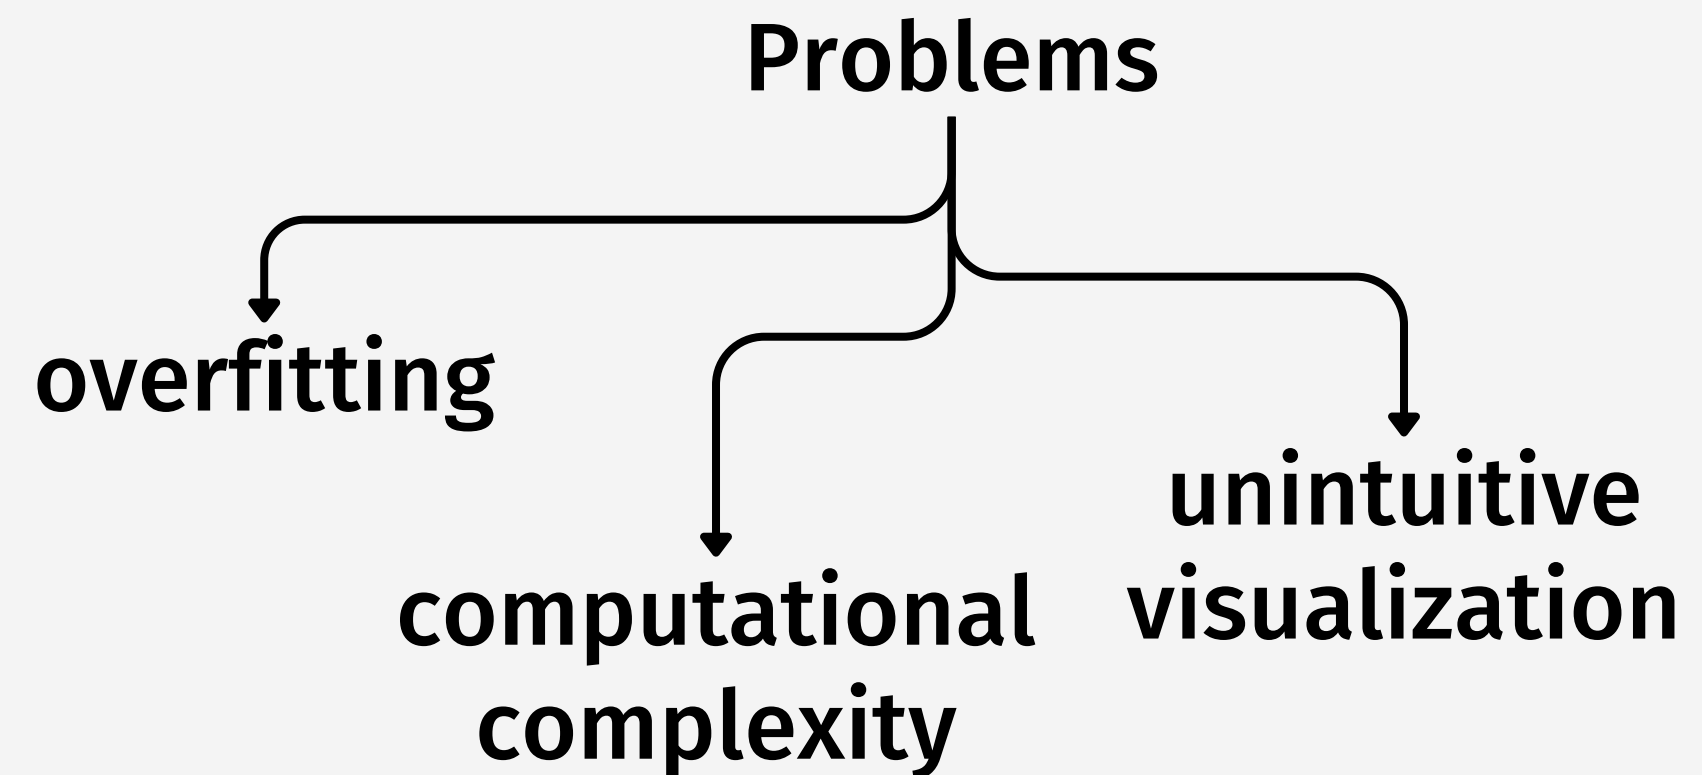 Problems
overfitting
computational
complexity
unintuitive
visualization